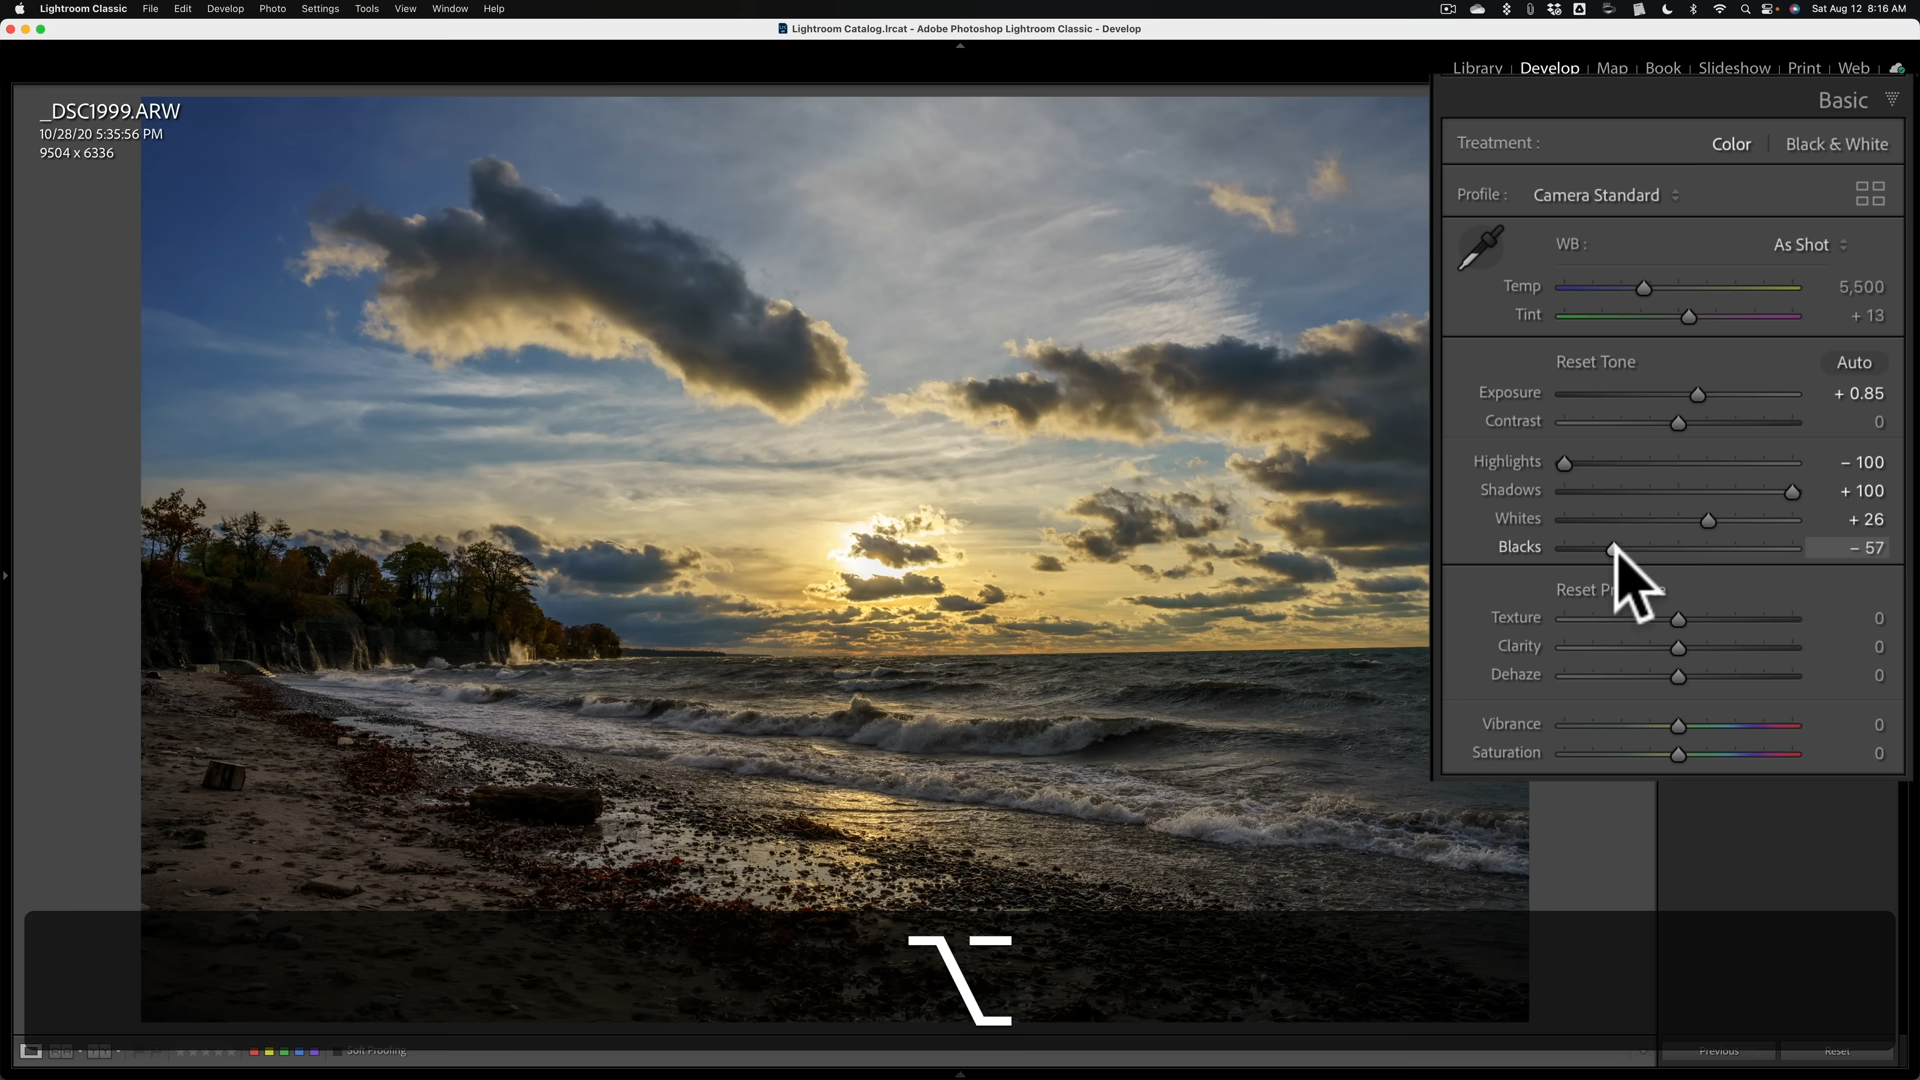 Lightroom Classic File Edit Develop Photo Settings Tools View Window Help Sat Aug 12 8:16 AM
Lightroom Catalog.lrcat - Adobe Photoshop Lightroom Classic - Develop
Library | Develop | Map | Book | Slideshow | Print | Web
_DSC1999.ARW
10/28/20 5:35:56 PM
9504 x 6336
Basic
Treatment : Color | Black & White
Profile : Camera Standard
WB : As Shot
Temp 5,500
Tint + 13
Reset Tone Auto
Exposure + 0.85
Contrast 0
Highlights − 100
Shadows + 100
Whites + 26
Blacks − 57
Reset
Texture 0
Clarity 0
Dehaze 0
Vibrance 0
Saturation 0
Soft Proofing Previous Reset